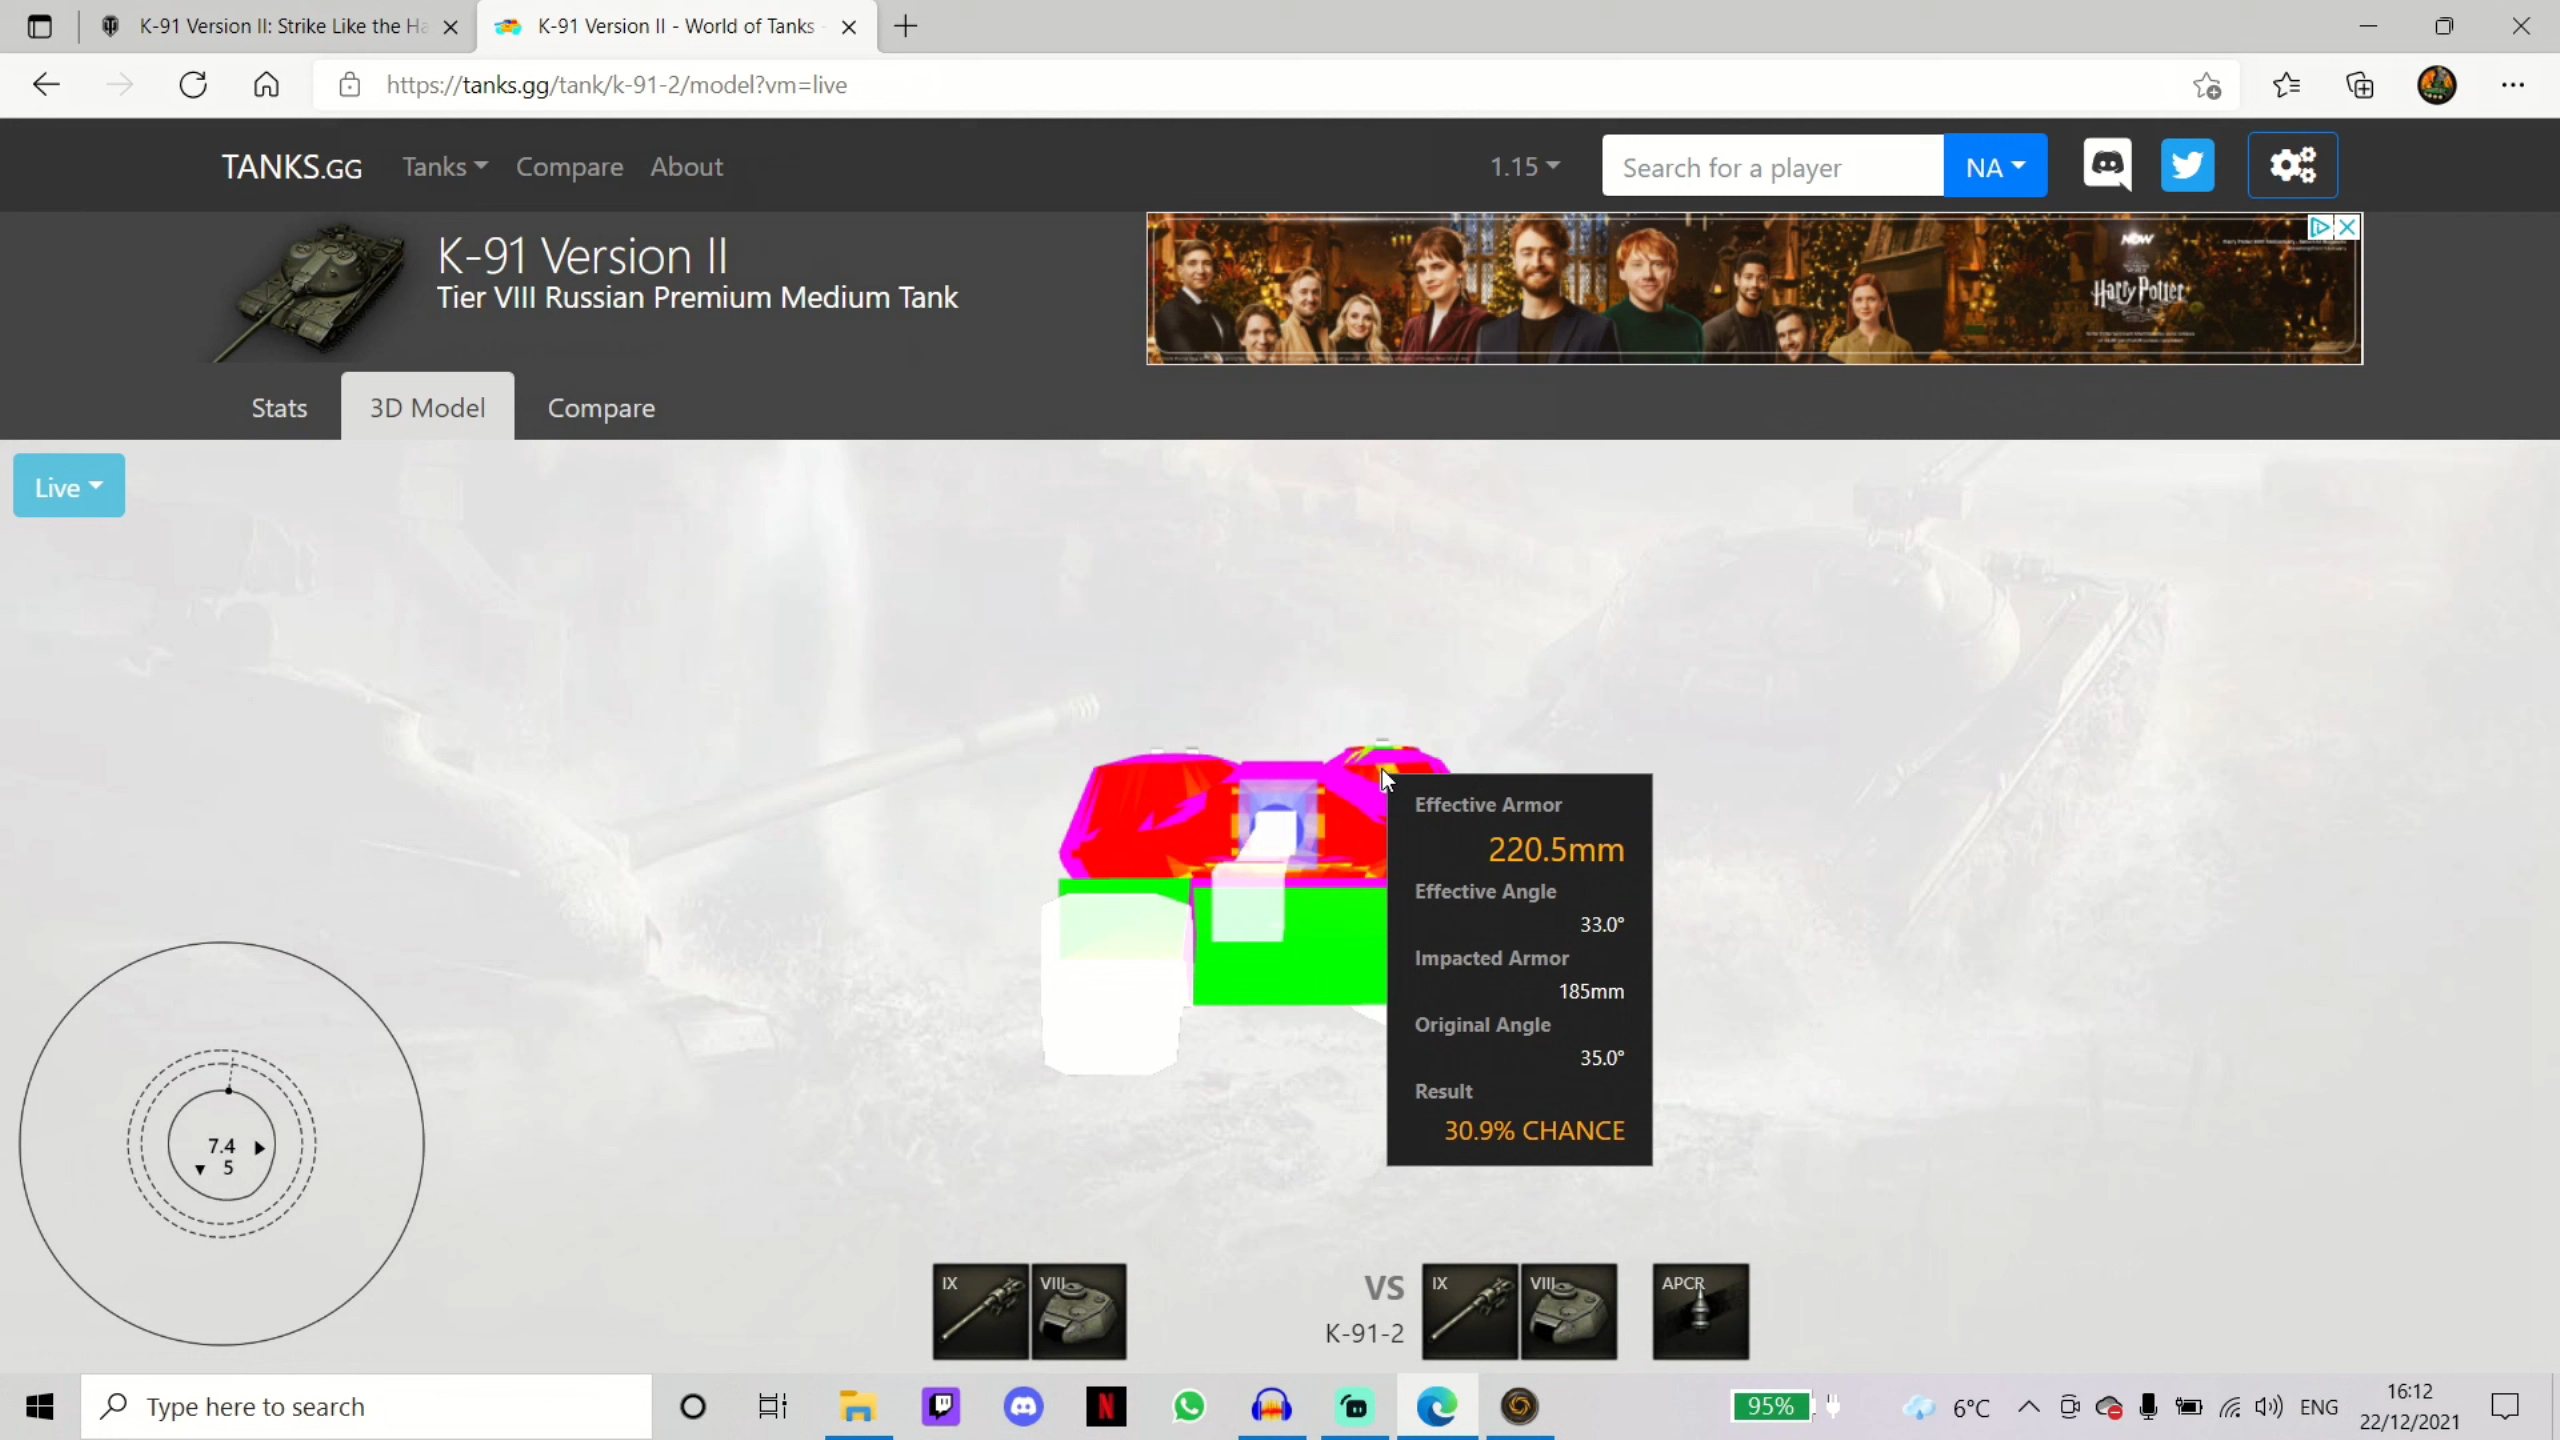 K-91 Version II: Strike Like the Ha
K-91 Version II - World of Tanks -
https://tanks.gg/tank/k-91-2/model?vm=live
TANKS.GG
Tanks
Compare
About
1.15
Search for a player
NA
K-91 Version II
Tier VIII Russian Premium Medium Tank
NOW
Harry Potter
Stats
3D Model
Compare
Live
Effective Armor
220.5mm
Effective Angle
33.0°
Impacted Armor
185mm
Original Angle
35.0°
Result
30.9% CHANCE
7.4
5
IX
VIII
VS
K-91-2
IX
VIII
APCR
Type here to search
95%
6°C
ENG
16:12
22/12/2021